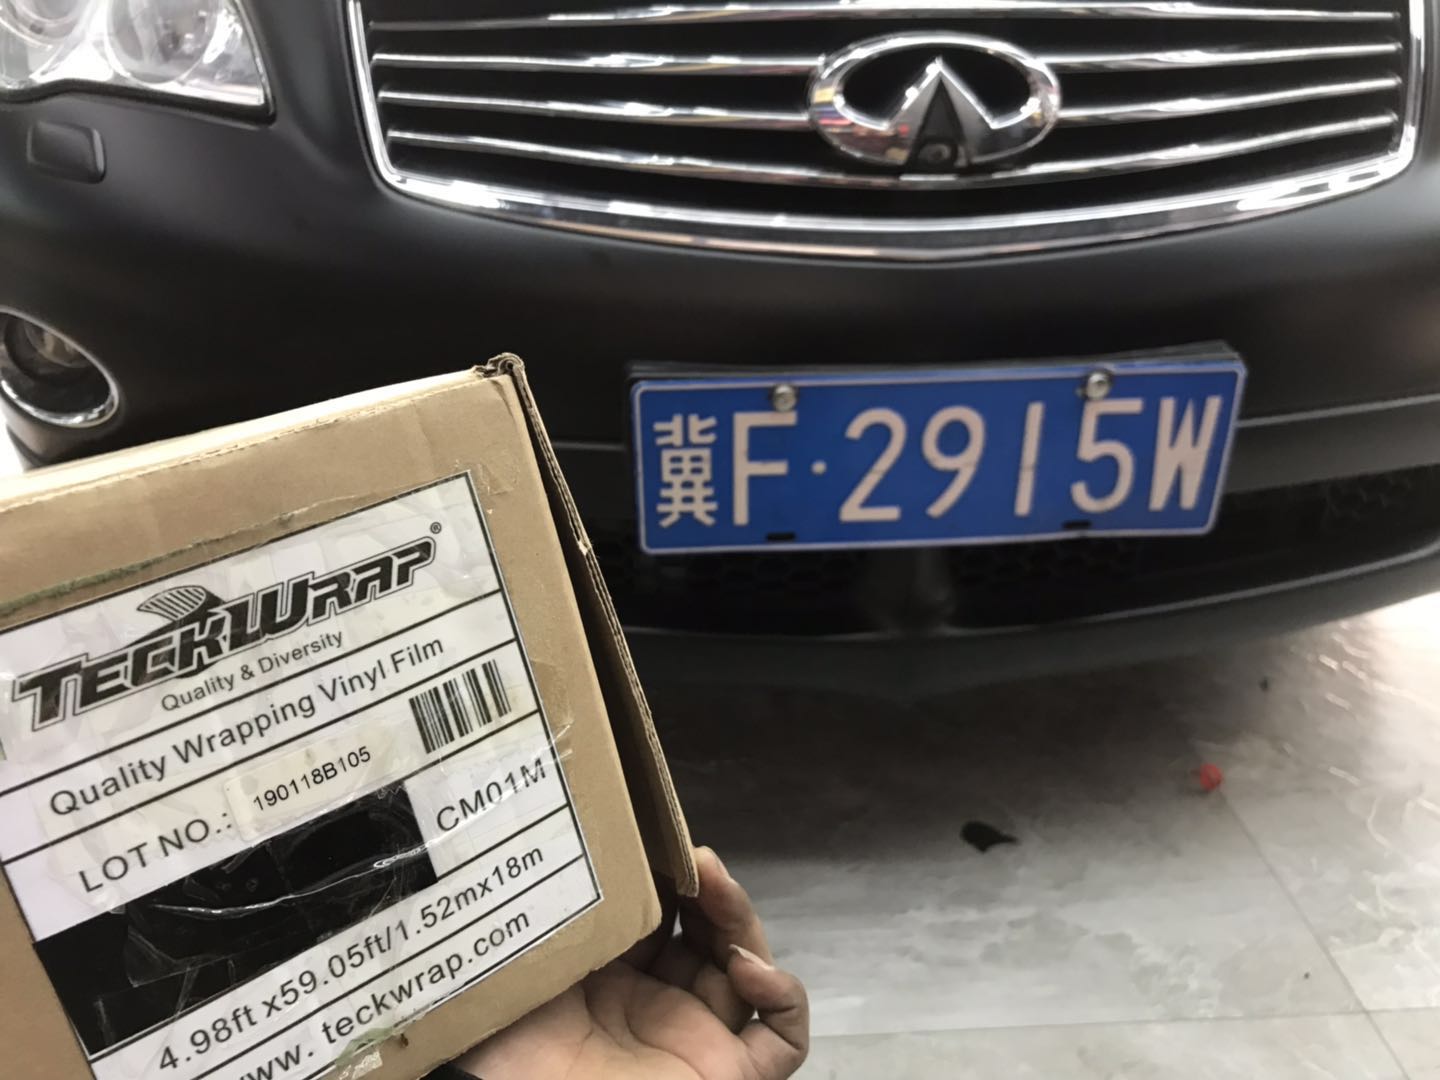 冀F·2915W
TECKWRAP®
Quality & Diversity
Quality Wrapping Vinyl Film
LOT NO.: 190118B105
CM01M
4.98ft x59.05ft/1.52mx18m
www.teckwrap.com